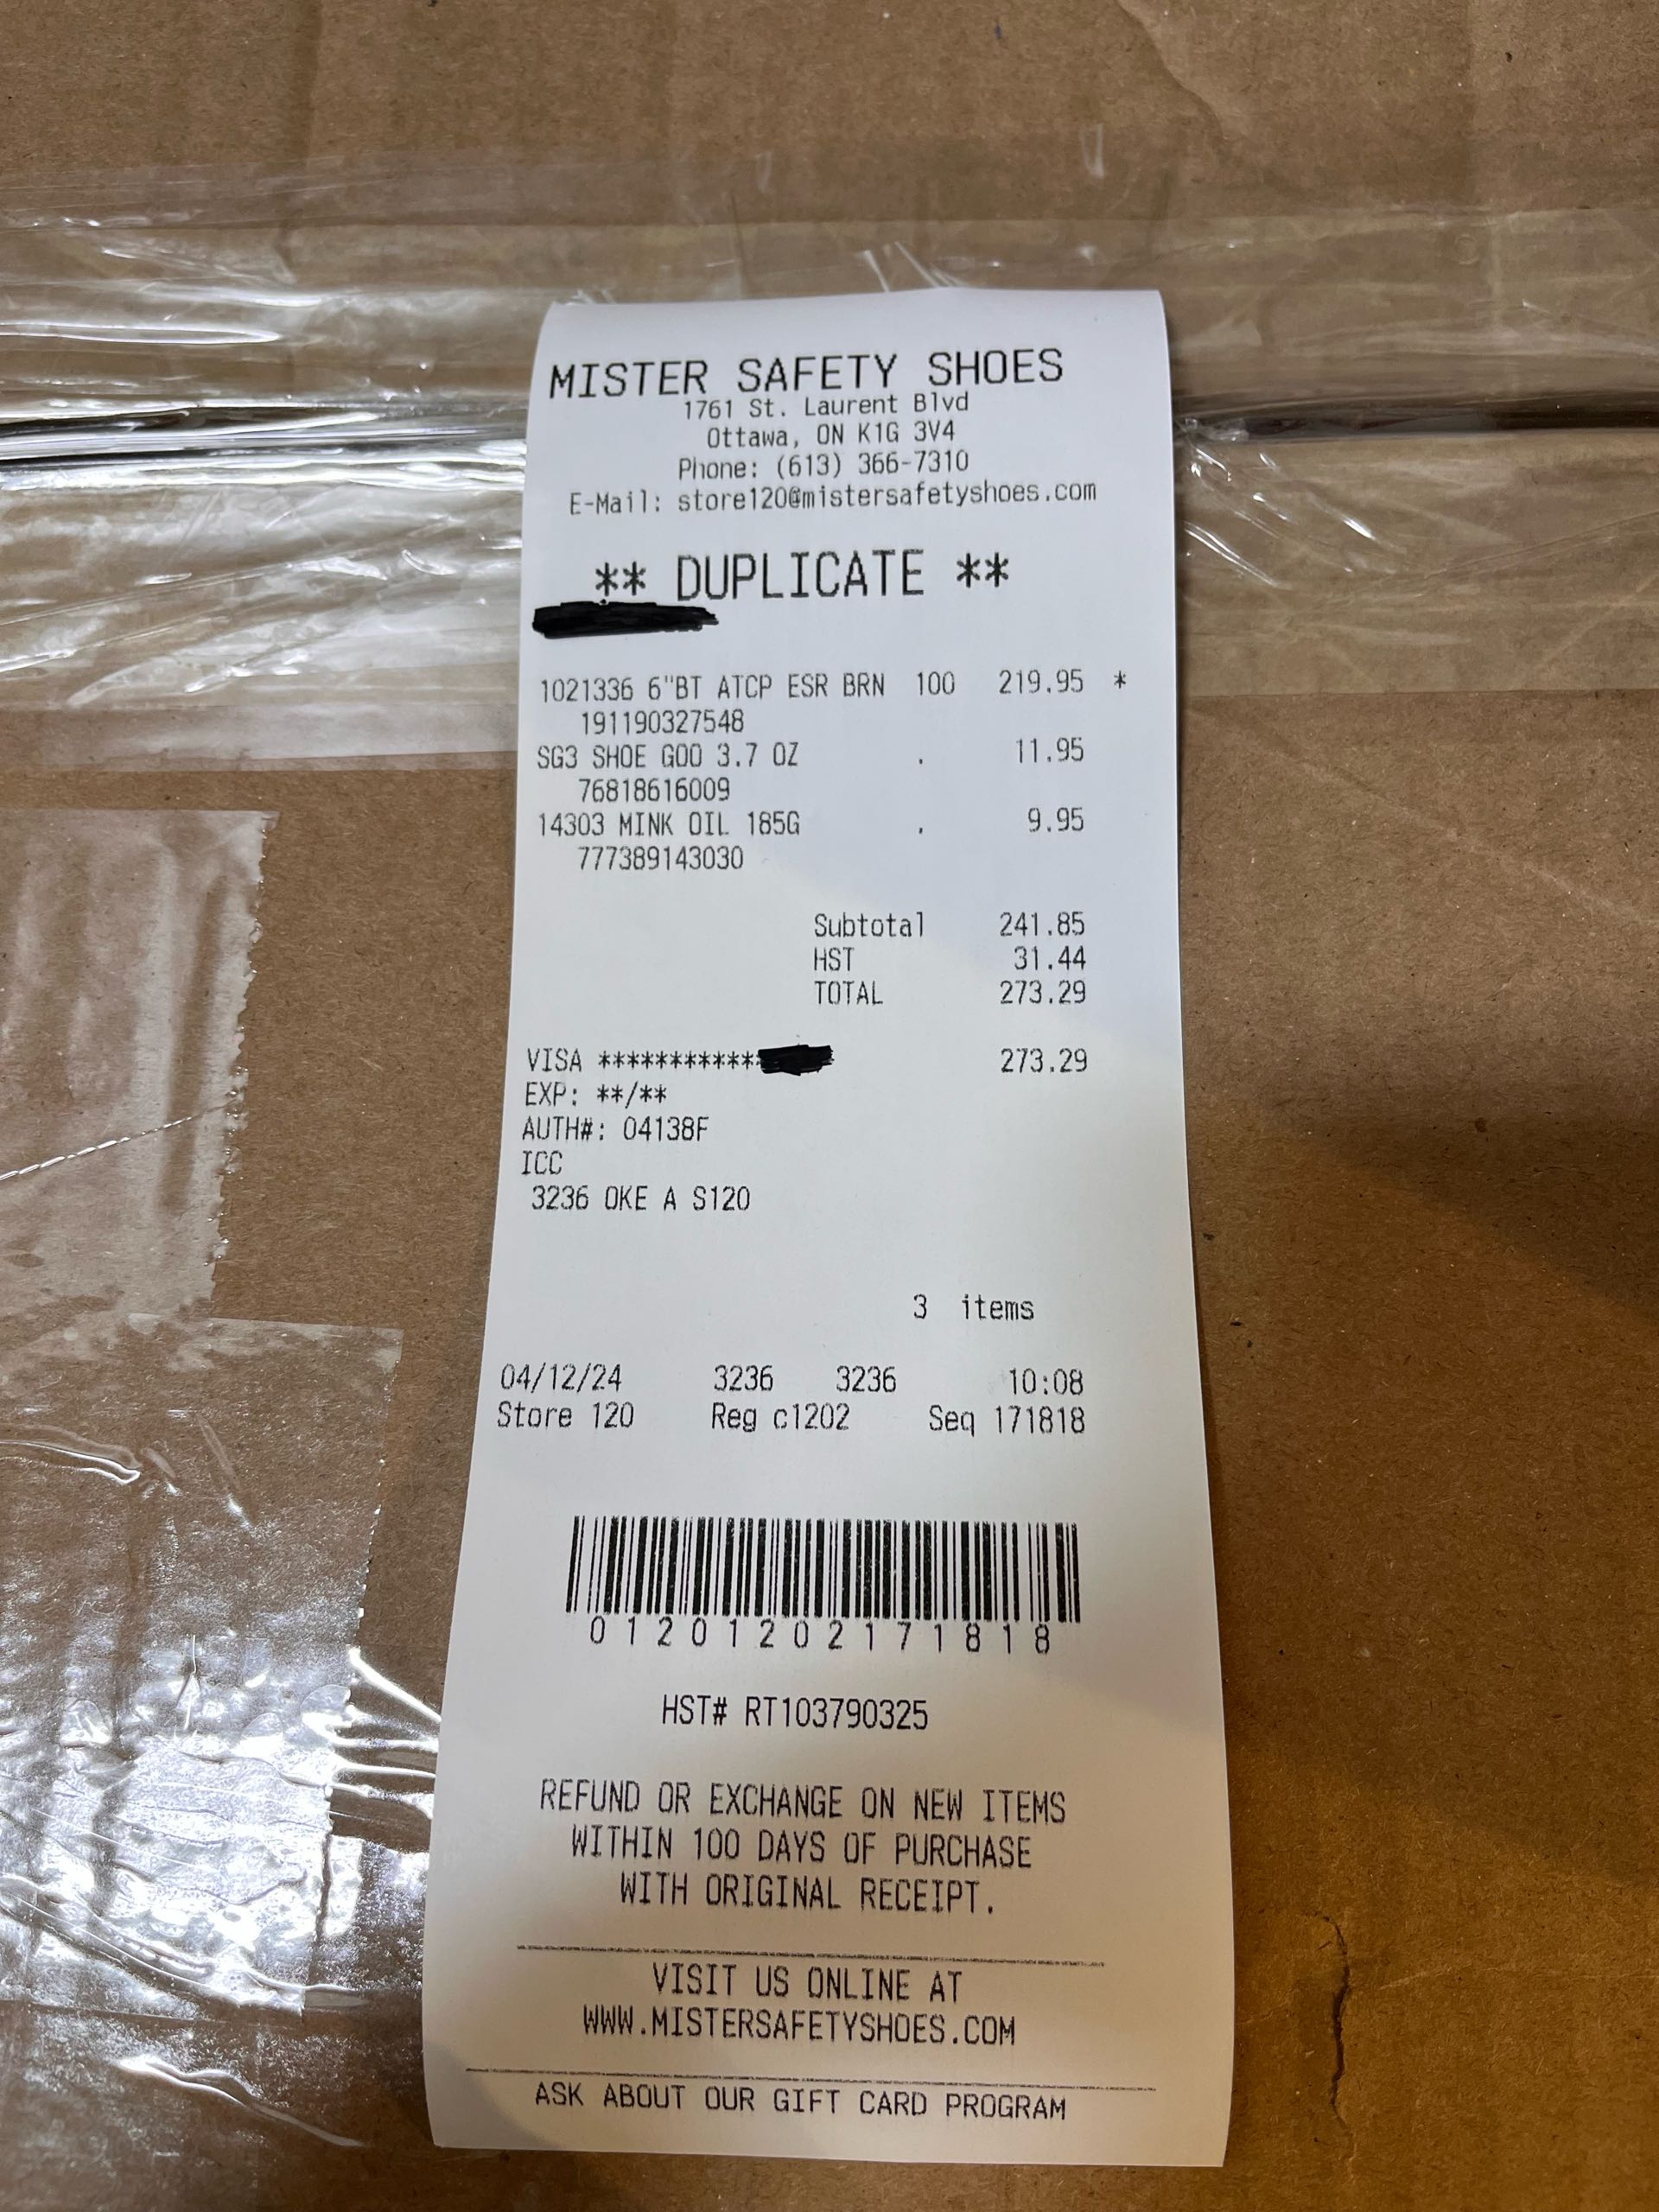 MISTER SAFETY SHOES
1761 St. Laurent Blvd
Ottawa, ON K1G 3V4
Phone: (613) 366-7310
E-Mail: store120@mistersafetyshoes.com
** DUPLICATE **
1021336 6"BT ATCP ESR BRN 100 219.95 *
191190327548
SG3 SHOE GOO 3.7 OZ . 11.95
76818616009
14303 MINK OIL 185G . 9.95
777389143030
Subtotal 241.85
HST 31.44
TOTAL 273.29
VISA *********** 273.29
EXP: **/**
AUTH#: 04138F
ICC
3236 OKE A S120
3 items
04/12/24 3236 3236 10:08
Store 120 Reg c1202 Seq 171818
01201202171818
HST# RT103790325
REFUND OR EXCHANGE ON NEW ITEMS
WITHIN 100 DAYS OF PURCHASE
WITH ORIGINAL RECEIPT.
VISIT US ONLINE AT
WWW.MISTERSAFETYSHOES.COM
ASK ABOUT OUR GIFT CARD PROGRAM